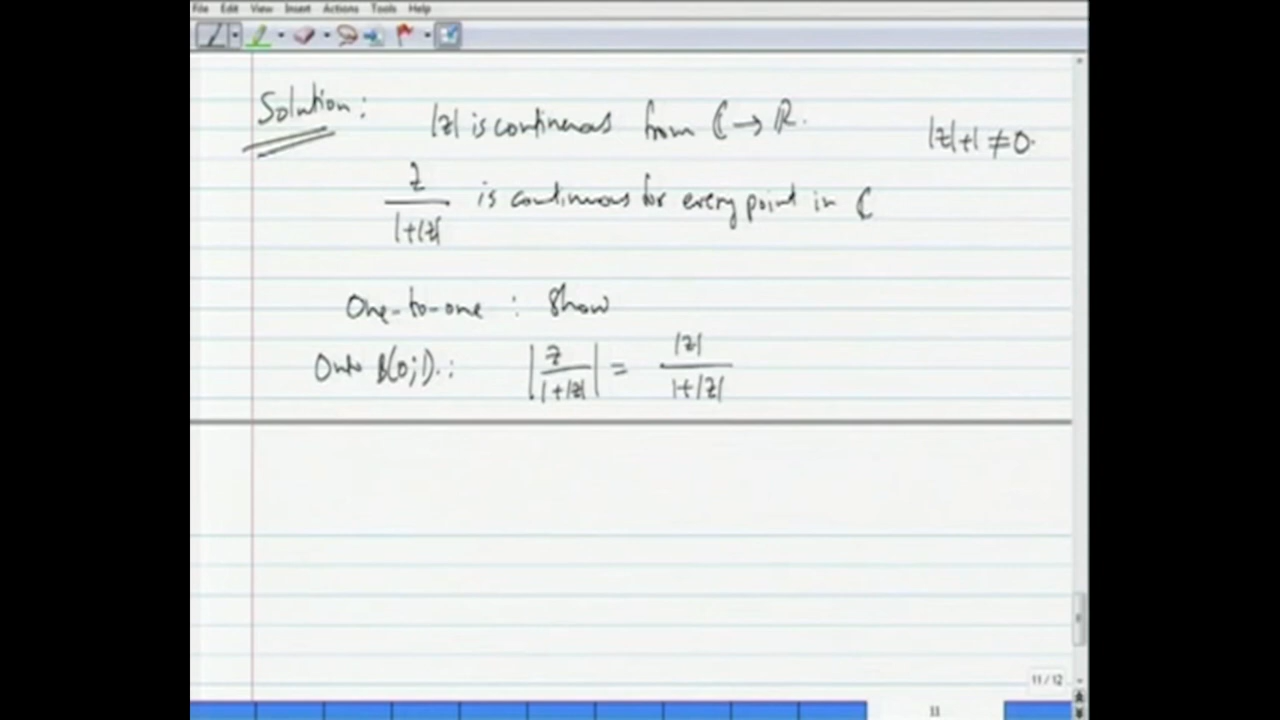 File Edit View Insert Actions Tools Help
Solution: |z| is continuous from ℂ → ℝ. |z|+1 ≠ 0.
z/(1+|z|) is continuous for every point in ℂ
One-to-one : Show
Onto B(0;1).: |z/(1+|z|)| = |z|/(1+|z|)
11 / 12
11